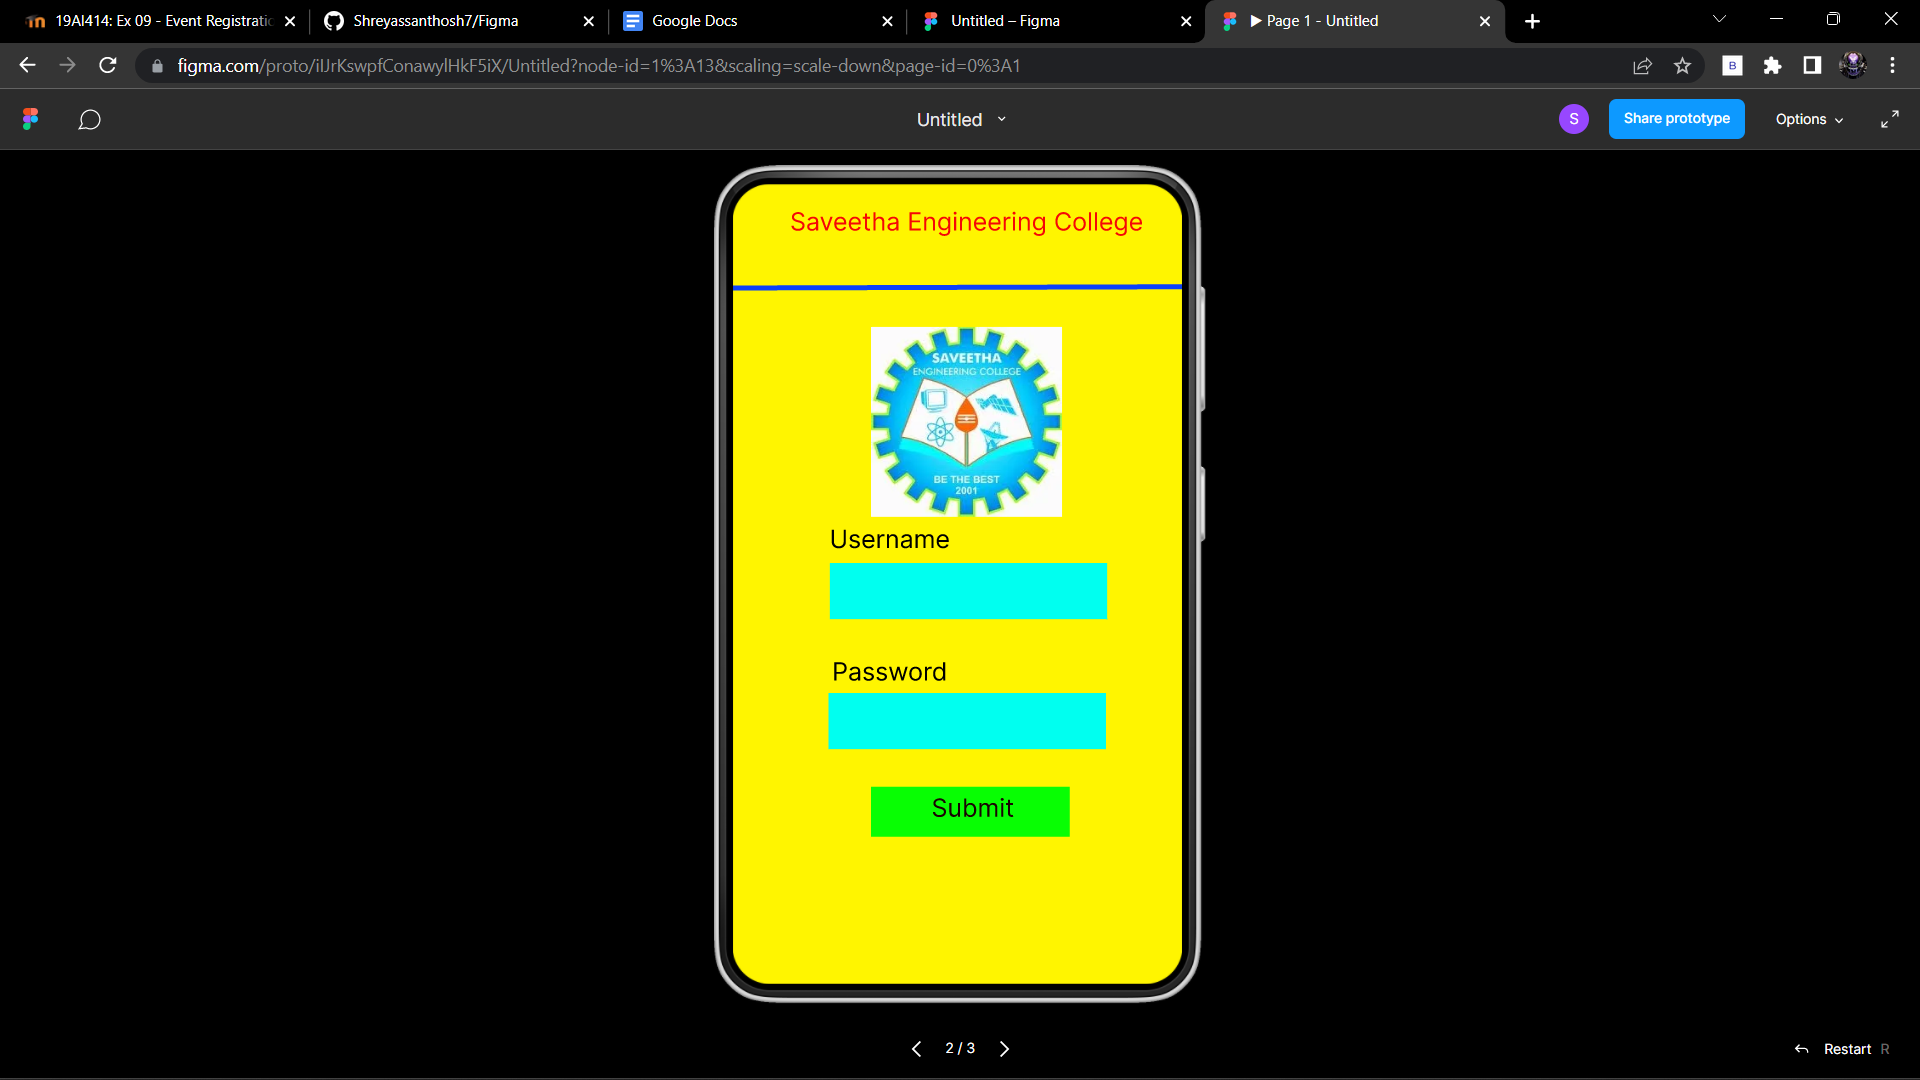 19AI414: Ex 09 - Event Registratic
Shreyassanthosh7/Figma
Google Docs
Untitled – Figma
▶ Page 1 - Untitled
figma.com/proto/ilJrKswpfConawylHkF5iX/Untitled?node-id=1%3A13&scaling=scale-down&page-id=0%3A1
B
Untitled
S
Share prototype
Options
Saveetha Engineering College
SAVEETHA
ENGINEERING COLLEGE
BE THE BEST
2001
Username
Password
Submit
2 / 3
Restart R